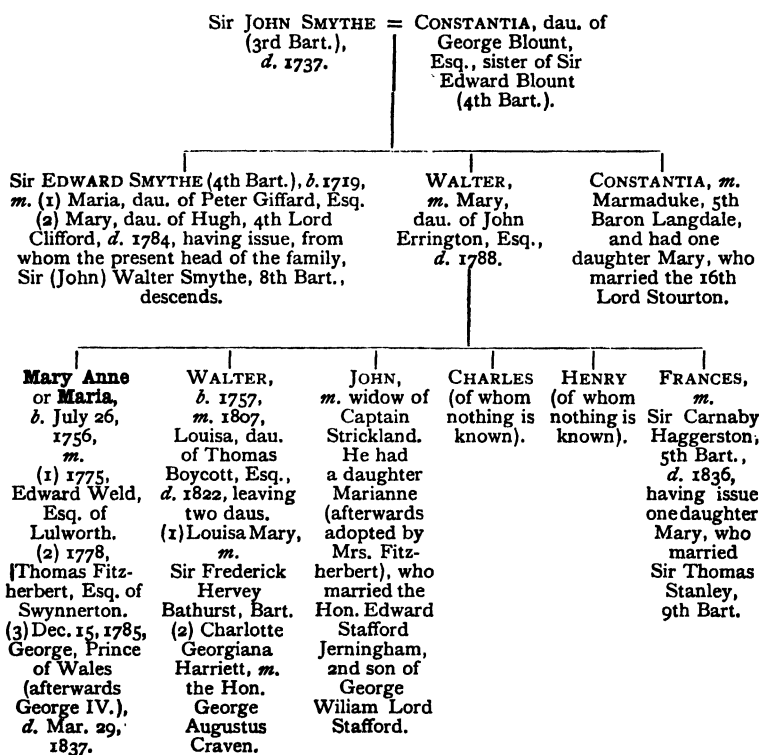 Sir JOHN SMYTHE = CONSTANTIA, dau. of
(3rd Bart.),
d. 1737.
George Blount,
Esq., sister of Sir
Edward Blount
(4th Bart.).
Sir EDWARD SMYTHE (4th Bart.), b. 1719,
m. (1) Maria, dau. of Peter Giffard, Esq.
(2) Mary, dau. of Hugh, 4th Lord
Clifford, d. 1784, having issue, from
whom the present head of the family,
Sir (John) Walter Smythe, 8th Bart.,
descends.
WALTER,
m. Mary,
dau. of John
Errington, Esq.,
d. 1788.
CONSTANTIA, m.
Marmaduke, 5th
Baron Langdale,
and had one
daughter Mary, who
married the 16th
Lord Stourton.
Mary Anne
or Maria,
b. July 26,
1756,
m.
(1) 1775,
Edward Weld,
Esq. of
Lulworth.
(2) 1778,
Thomas Fitz-
herbert, Esq. of
Swynnerton.
(3) Dec. 15, 1785,
George, Prince
of Wales
(afterwards
George IV.),
d. Mar. 29,
1837.
WALTER,
b. 1757,
m. 1807,
Louisa, dau.
of Thomas
Boycott, Esq.,
d. 1822, leaving
two daus.
(1) Louisa Mary,
m.
Sir Frederick
Hervey
Bathurst, Bart.
(2) Charlotte
Georgiana
Harriett, m.
the Hon.
George
Augustus
Craven.
JOHN,
m. widow of
Captain
Strickland.
He had
a daughter
Marianne
(afterwards
adopted by
Mrs. Fitz-
herbert), who
married the
Hon. Edward
Stafford
Jerningham,
2nd son of
George
Wiliam Lord
Stafford.
CHARLES
(of whom
nothing is
known).
HENRY
(of whom
nothing is
known).
FRANCES,
m.
Sir Carnaby
Haggerston,
5th Bart.,
d. 1836,
having issue
one daughter
Mary, who
married
Sir Thomas
Stanley,
9th Bart.